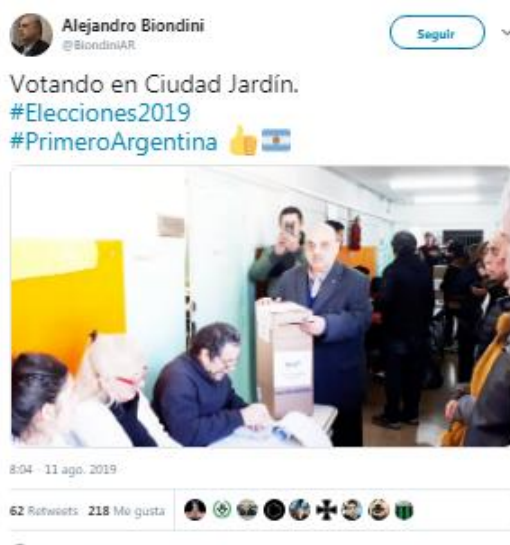 Alejandro Biondini
@BiondiniAR
Seguir
Votando en Ciudad Jardín.
#Elecciones2019
#PrimeroArgentina
8:04 - 11 ago. 2019
62 Retweets 218 Me gusta